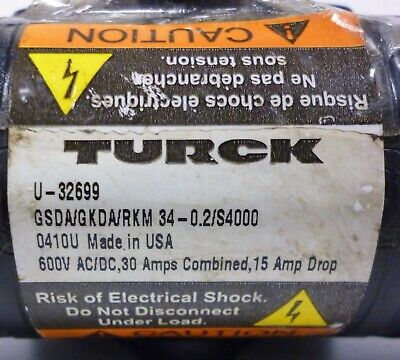 CAUTION
Risque de chocs électriques
Ne pas débrancher
sous tension.
TURCK
U-32699
GSDA/GKDA/RKM 34-0.2/S4000
0410U Made in USA
600V AC/DC,30 Amps Combined,15 Amp Drop
Risk of Electrical Shock.
Do Not Disconnect
Under Load.